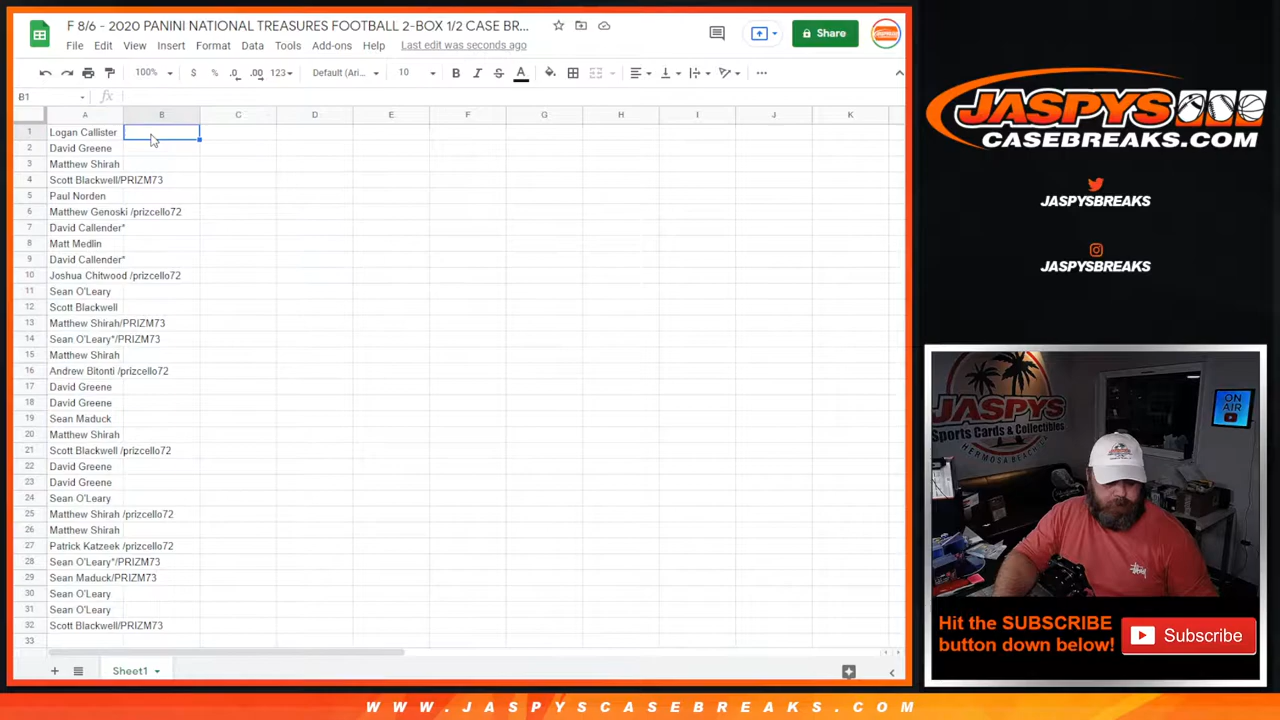 F 8/6 - 2020 PANINI NATIONAL TREASURES FOOTBALL 2-BOX 1/2 CASE BR...
File Edit View Insert Format Data Tools Add-ons Help Last edit was seconds ago
Share
100% $ % .0 .00 123 Default (Ari... 10 B I S A
B1 fx
A B C D E F G H I J K
1 Logan Callister
2 David Greene
3 Matthew Shirah
4 Scott Blackwell/PRIZM73
5 Paul Norden
6 Matthew Genoski /prizcello72
7 David Callender*
8 Matt Medlin
9 David Callender*
10 Joshua Chitwood /prizcello72
11 Sean O'Leary
12 Scott Blackwell
13 Matthew Shirah/PRIZM73
14 Sean O'Leary*/PRIZM73
15 Matthew Shirah
16 Andrew Bitonti /prizcello72
17 David Greene
18 David Greene
19 Sean Maduck
20 Matthew Shirah
21 Scott Blackwell /prizcello72
22 David Greene
23 David Greene
24 Sean O'Leary
25 Matthew Shirah /prizcello72
26 Matthew Shirah
27 Patrick Katzeek /prizcello72
28 Sean O'Leary*/PRIZM73
29 Sean Maduck/PRIZM73
30 Sean O'Leary
31 Sean O'Leary
32 Scott Blackwell/PRIZM73
33
Sheet1
JASPYS
CASEBREAKS.COM
JASPYSBREAKS
JASPYSBREAKS
JASPYS
Sports Cards & Collectibles
HERMOSA BEACH, CA
ON AIR
Hit the SUBSCRIBE
button down below!
Subscribe
WWW.JASPYSCASEBREAKS.COM